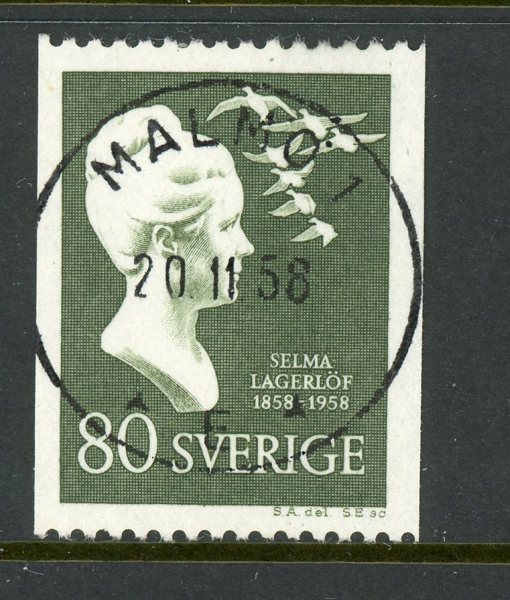 MALMÖ 1
20.11.58
SELMA
LAGERLÖF
1858-1958
F
80 SVERIGE
S.A. del. S.E sc